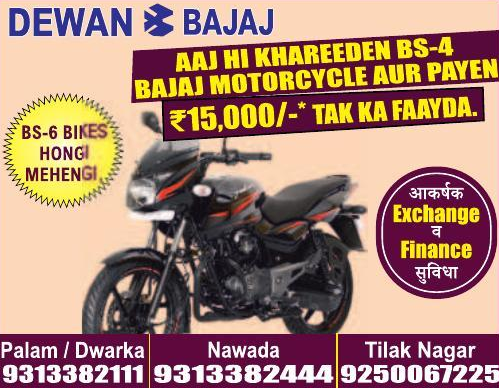 DEWAN BAJAJ
AAJ HI KHAREEDEN BS-4
BAJAJ MOTORCYCLE AUR PAYEN
₹15,000/-* TAK KA FAAYDA.
BS-6 BIKES
HONGI
MEHENGI
आकर्षक
Exchange
व
Finance
सुविधा
Palam / Dwarka
9313382111
Nawada
9313382444
Tilak Nagar
9250067225